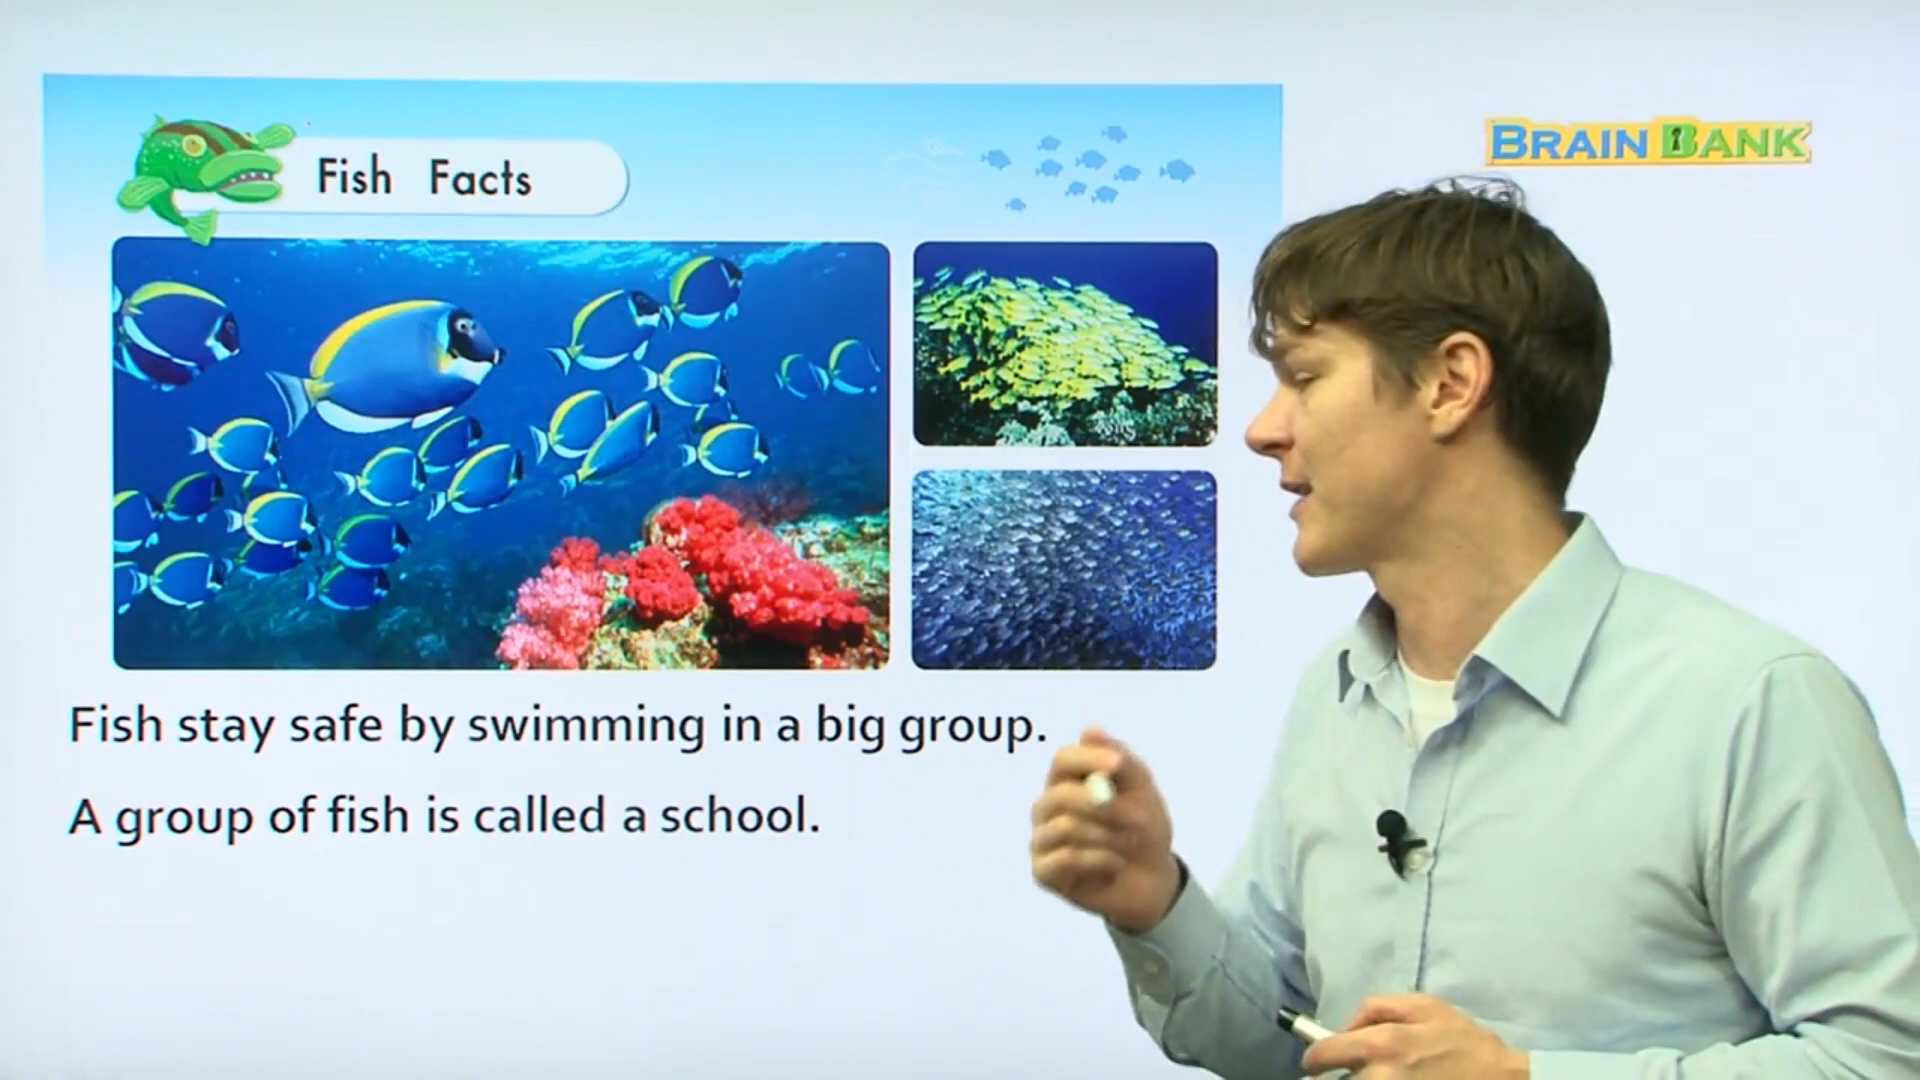 Fish Facts
BRAIN BANK
Fish stay safe by swimming in a big group.
A group of fish is called a school.